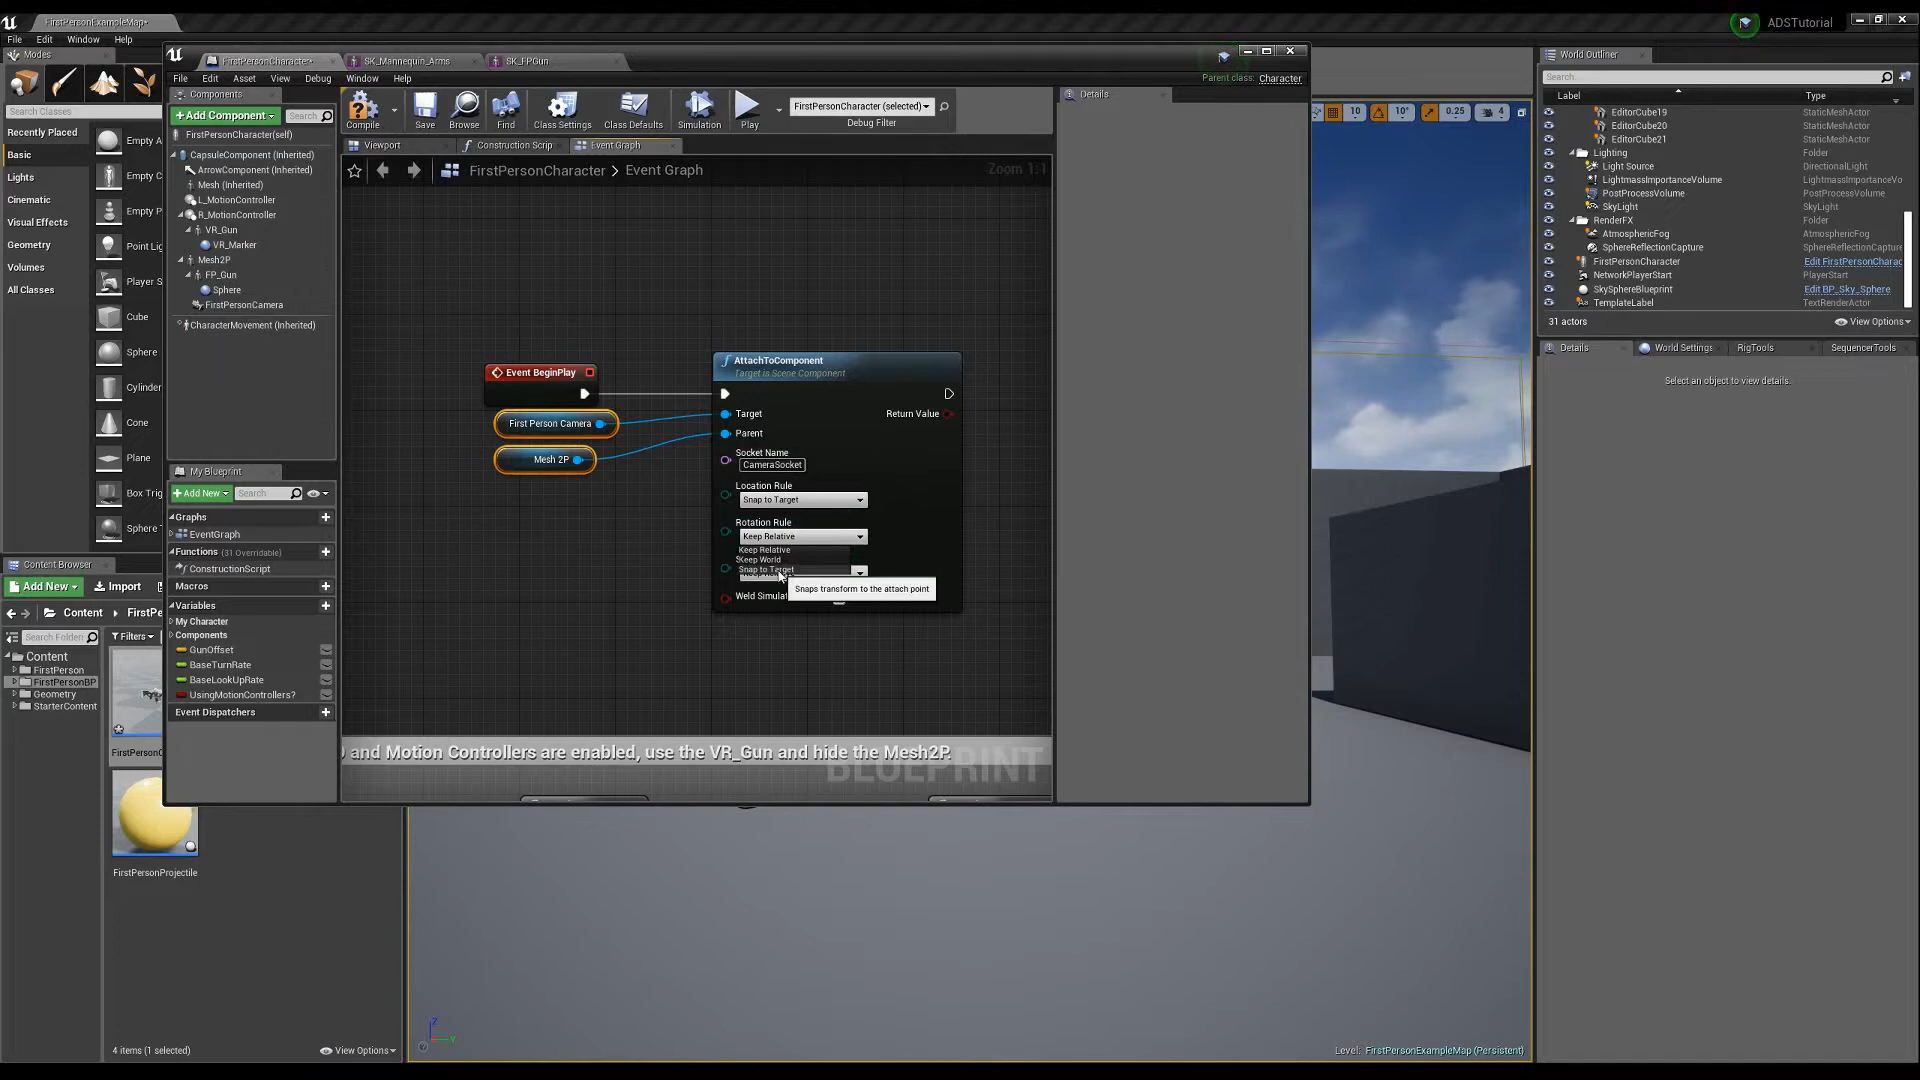 FirstPersonExampleMap*
ADSTutorial
File Edit Window Help
Modes
Search Classes
Recently Placed
Basic
Lights
Cinematic
Visual Effects
Geometry
Volumes
All Classes
Empty A
Empty C
Empty P
Point Lig
Player S
Cube
Sphere
Cylinder
Cone
Plane
Box Trig
Sphere T
FirstPersonCharacter*
SK_Mannequin_Arms
SK_FPGun
File Edit Asset View Debug Window Help
Parent class: Character
Components
+ Add Component
Search
FirstPersonCharacter(self)
CapsuleComponent (Inherited)
ArrowComponent (Inherited)
Mesh (Inherited)
L_MotionController
R_MotionController
VR_Gun
VR_Marker
Mesh2P
FP_Gun
Sphere
FirstPersonCamera
CharacterMovement (Inherited)
Compile
Save
Browse
Find
Class Settings
Class Defaults
Simulation
Play
FirstPersonCharacter (selected)
Debug Filter
Viewport
Construction Scrip
Event Graph
FirstPersonCharacter > Event Graph
Zoom 1:1
Event BeginPlay
First Person Camera
Mesh 2P
AttachToComponent
Target is Scene Component
Target
Return Value
Parent
Socket Name
CameraSocket
Location Rule
Snap to Target
Rotation Rule
Keep Relative
Keep Relative
Keep World
Snap to Target
Snaps transform to the attach point
Weld Simulat
) and Motion Controllers are enabled, use the VR_Gun and hide the Mesh2P.
BLUEPRINT
My Blueprint
+ Add New
Search
Graphs
EventGraph
Functions (31 Overridable)
ConstructionScript
Macros
Variables
My Character
Components
GunOffset
BaseTurnRate
BaseLookUpRate
UsingMotionControllers?
Event Dispatchers
Details
Content Browser
Add New
Import
Content
FirstPe
Search Folders
Filters
Content
FirstPerson
FirstPersonBP
Geometry
StarterContent
FirstPersonC
FirstPersonProjectile
4 items (1 selected)
View Options
10
10°
0.25
4
Level: FirstPersonExampleMap (Persistent)
World Outliner
Search...
Label
Type
EditorCube19 StaticMeshActor
EditorCube20 StaticMeshActor
EditorCube21 StaticMeshActor
Lighting Folder
Light Source DirectionalLight
LightmassImportanceVolume LightmassImportanceVo
PostProcessVolume PostProcessVolume
SkyLight SkyLight
RenderFX Folder
AtmosphericFog AtmosphericFog
SphereReflectionCapture SphereReflectionCapture
FirstPersonCharacter Edit FirstPersonCharac
NetworkPlayerStart PlayerStart
SkySphereBlueprint Edit BP_Sky_Sphere
TemplateLabel TextRenderActor
31 actors
View Options
Details
World Settings
RigTools
SequencerTools
Select an object to view details.